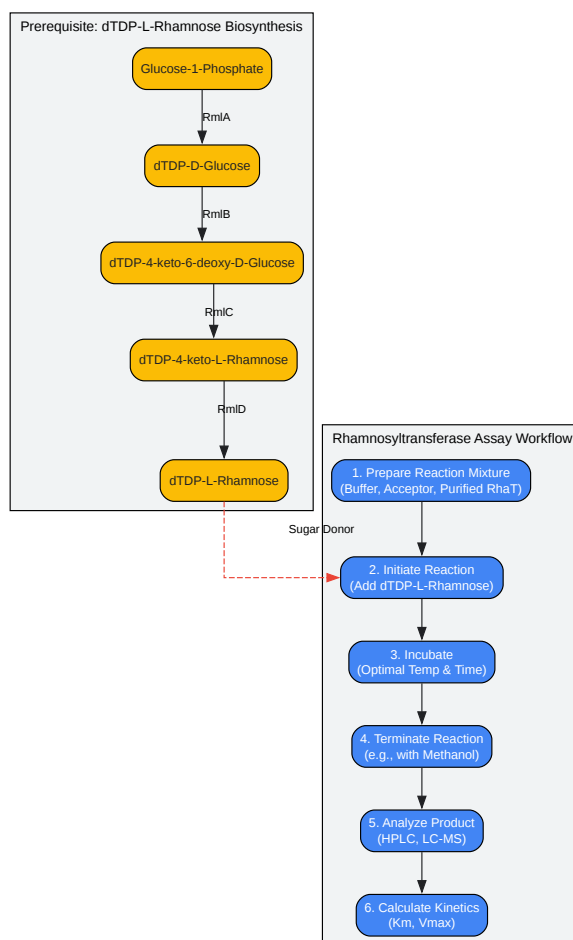 Prerequisite: dTDP-L-Rhamnose Biosynthesis
Glucose-1-Phosphate
RmlA
dTDP-D-Glucose
RmlB
dTDP-4-keto-6-deoxy-D-Glucose
RmlC
dTDP-4-keto-L-Rhamnose
RmlD
dTDP-L-Rhamnose
Rhamnosyltransferase Assay Workflow
1. Prepare Reaction Mixture
(Buffer, Acceptor, Purified RhaT)
Sugar Donor
2. Initiate Reaction
(Add dTDP-L-Rhamnose)
3. Incubate
(Optimal Temp & Time)
4. Terminate Reaction
(e.g., with Methanol)
5. Analyze Product
(HPLC, LC-MS)
6. Calculate Kinetics
(Km, Vmax)